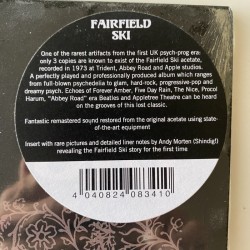 FAIRFIELD
SKI
One of the rarest artifacts from the first UK psych-prog era:
only 3 copies are known to exist of the Fairfield Ski acetate,
recorded in 1973 at Trident, Abbey Road and Apple studios.
A perfectly played and professionally produced album which ranges
from full-blown psychedelia to glam, hard-rock, progressive-pop and
dreamy psych. Echoes of Forever Amber, Five Day Rain, The Nice, Procol
Harum, "Abbey Road" era Beatles and Appletree Theatre can be heard
on the grooves of this lost classic.
Fantastic remastered sound restored from the original acetate using
state-of-the-art equipment
Insert with rare pictures and detailed liner notes by Andy Morten (Shindig!)
revealing the Fairfield Ski story for the first time
4 040824 083410